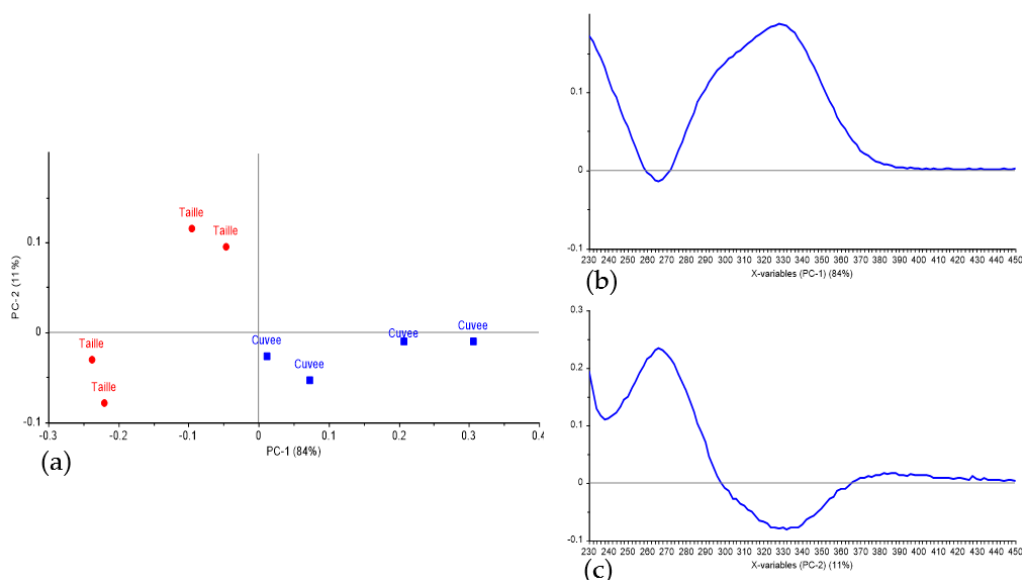 Taille
Taille
Taille
Taille
Cuvee
Cuvee
Cuvee
Cuvee
0.1
0
-0.1
PC-2 (11%)
-0.3 -0.2 -0.1 0 0.1 0.2 0.3 0.4
PC-1 (84%)
(a)
0.1
0
-0.1
230 240 250 260 270 280 290 300 310 320 330 340 350 360 370 380 390 400 410 420 430 440 450
X-variables (PC-1) (84%)
(b)
0.3
0.2
0.1
0
-0.1
230 240 250 260 270 280 290 300 310 320 330 340 350 360 370 380 390 400 410 420 430 440 450
X-variables (PC-2) (11%)
(c)